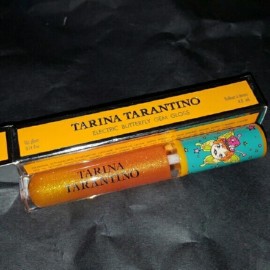 TARINA TARANTINO
ELECTRIC BUTTERFLY GEM GLOSS
TARINA
TARANTINO